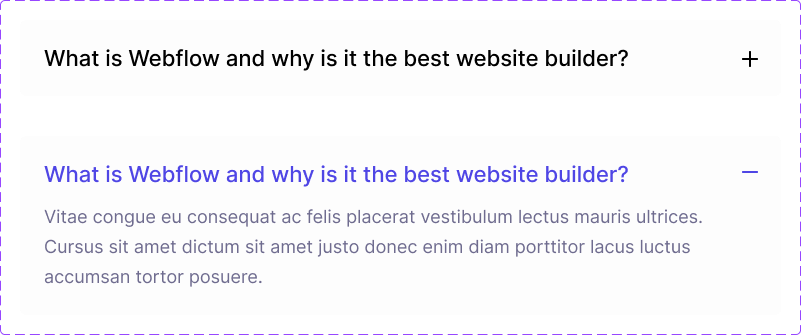 What is Webflow and why is it the best website builder?
What is Webflow and why is it the best website builder?
Vitae congue eu consequat ac felis placerat vestibulum lectus mauris ultrices.
Cursus sit amet dictum sit amet justo donec enim diam porttitor lacus luctus
accumsan tortor posuere.